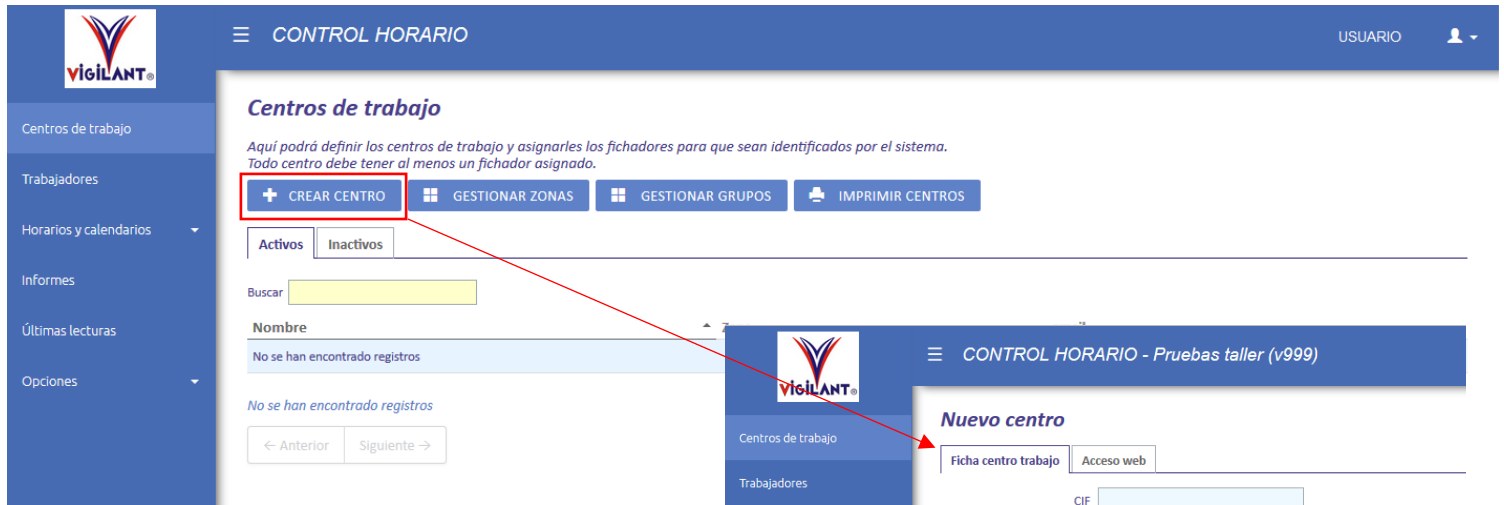 VIGILANT®
☰ CONTROL HORARIO
USUARIO
Centros de trabajo
Trabajadores
Horarios y calendarios
Informes
Últimas lecturas
Opciones
Centros de trabajo
Aquí podrá definir los centros de trabajo y asignarles los fichadores para que sean identificados por el sistema.
Todo centro debe tener al menos un fichador asignado.
CREAR CENTRO GESTIONAR ZONAS GESTIONAR GRUPOS IMPRIMIR CENTROS
Activos Inactivos
Buscar
Nombre
No se han encontrado registros
No se han encontrado registros
← Anterior Siguiente →
VIGILANT®
☰ CONTROL HORARIO - Pruebas taller (v999)
Centros de trabajo
Trabajadores
Nuevo centro
Ficha centro trabajo Acceso web
CIF